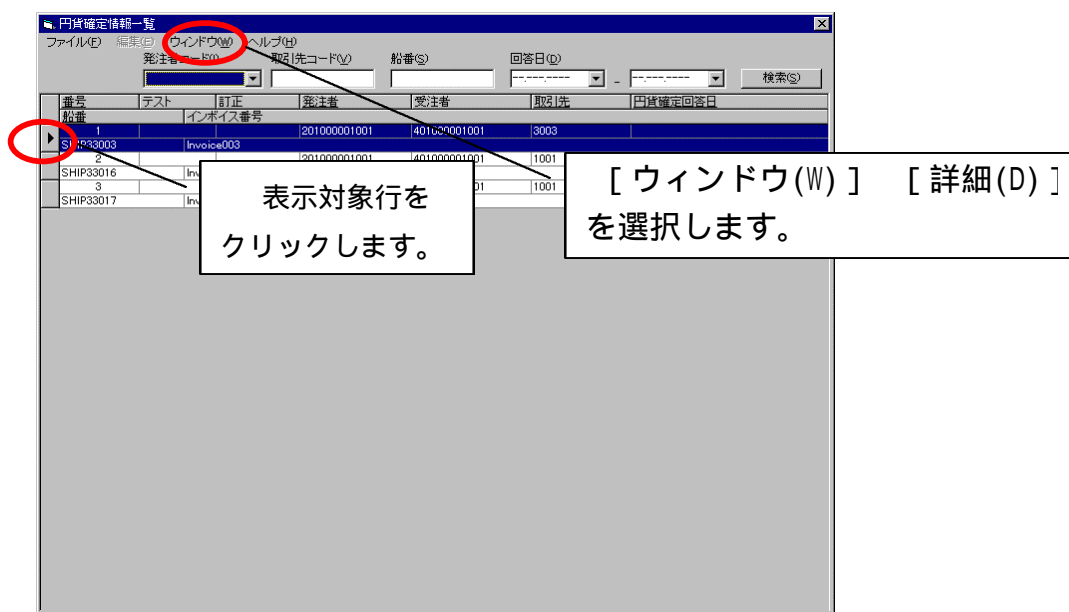 円貨確定情報一覧
ファイル(F) 編集(E) ウィンドウ(W) ヘルプ(H)
発注者コード(I) 取引先コード(V) 船番(S) 回答日(D)
--.---.---- - --.---.---- 検索(S)
番号 テスト 訂正 発注者 受注者 取引先 円貨確定回答日
船番 インボイス番号
1 201000001001 401000001001 3003
SHIP33003 Invoice003
2 201000001001 401000001001 1001
SHIP33016 Inv
3 01 1001
SHIP33017 Inv
表示対象行を
クリックします。
[ウィンドウ(W)] [詳細(D)]
を選択します。